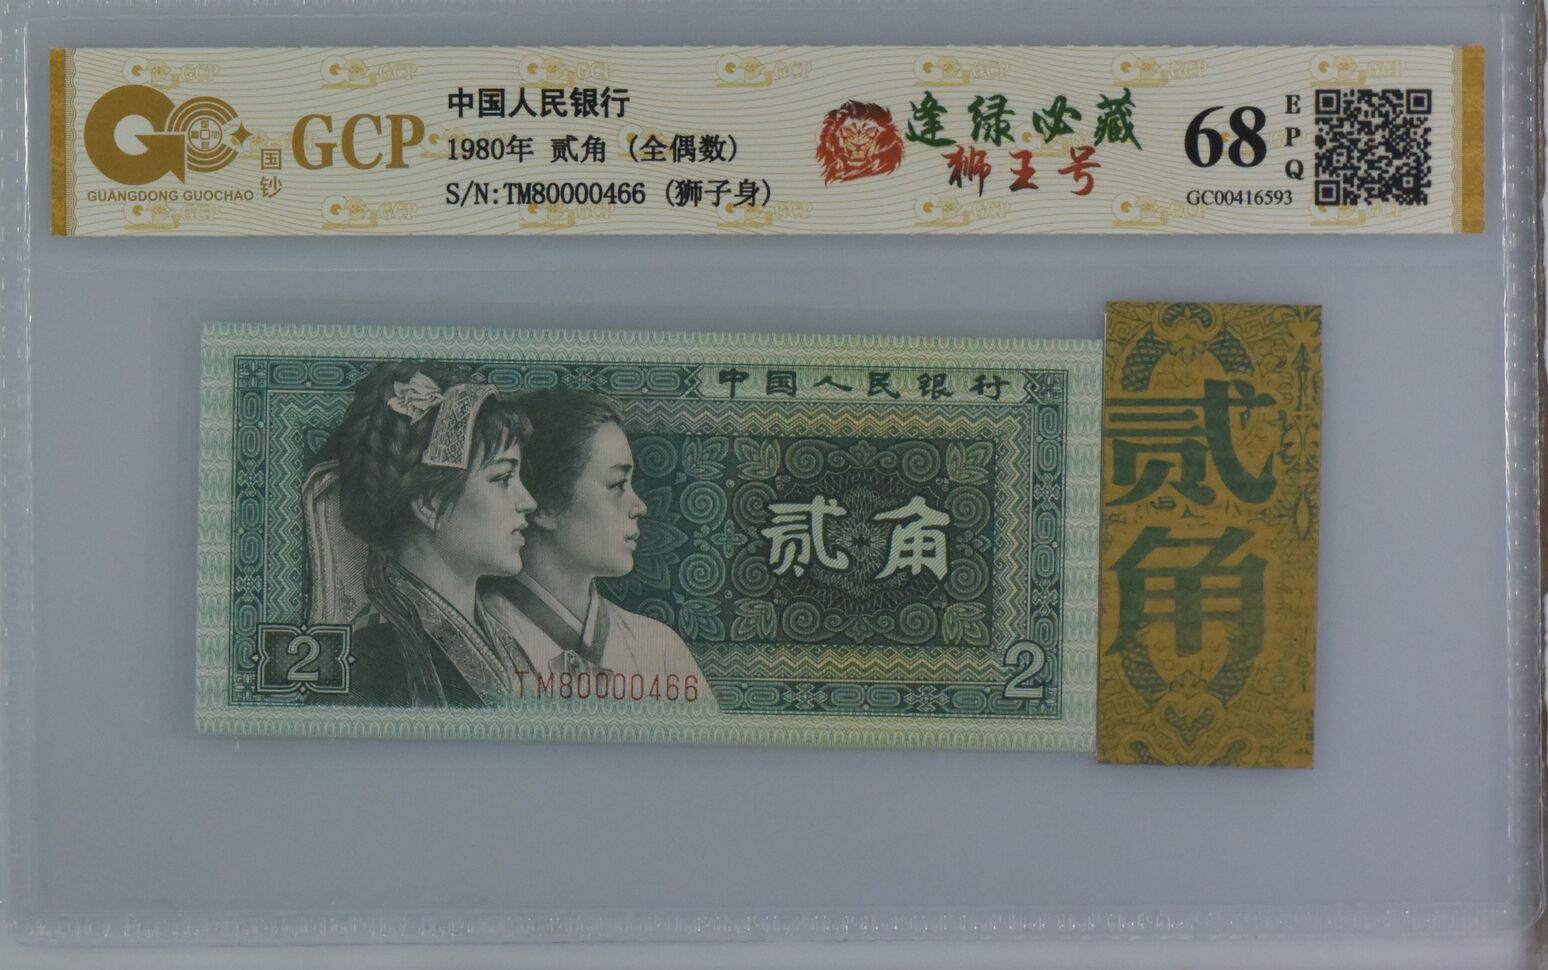 国钞
GCP
GUANGDONG GUOCHAO
中国人民银行
1980年 贰角 (全偶数)
S/N:TM80000466 (狮子身)
逢绿必藏
狮王号
68
EPQ
GC00416593
中国人民银行
贰角
2
2
TM80000466
贰角